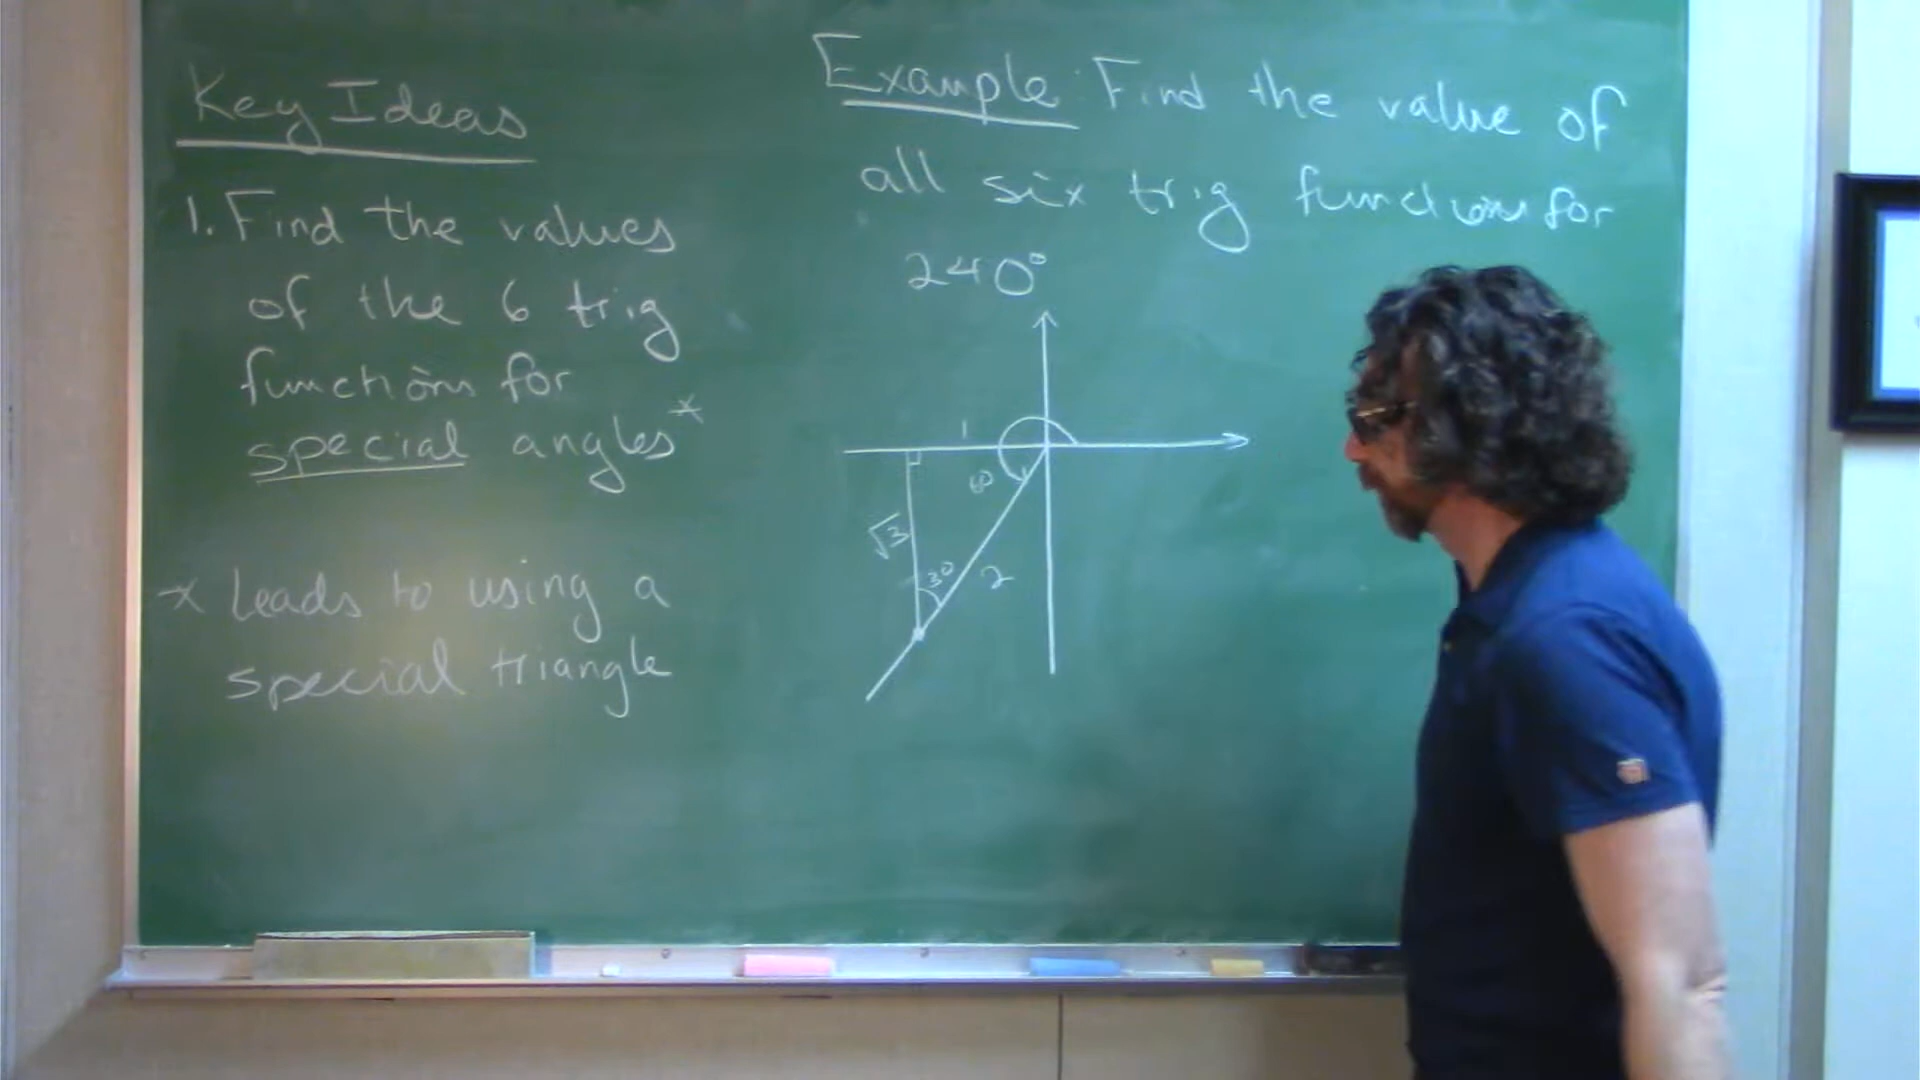 Key Ideas
1. Find the values
of the 6 trig
functions for
special angles*
* Leads to using a
special triangle
Example: Find the value of
all six trig functions for
240°
1
60
√3
30
2